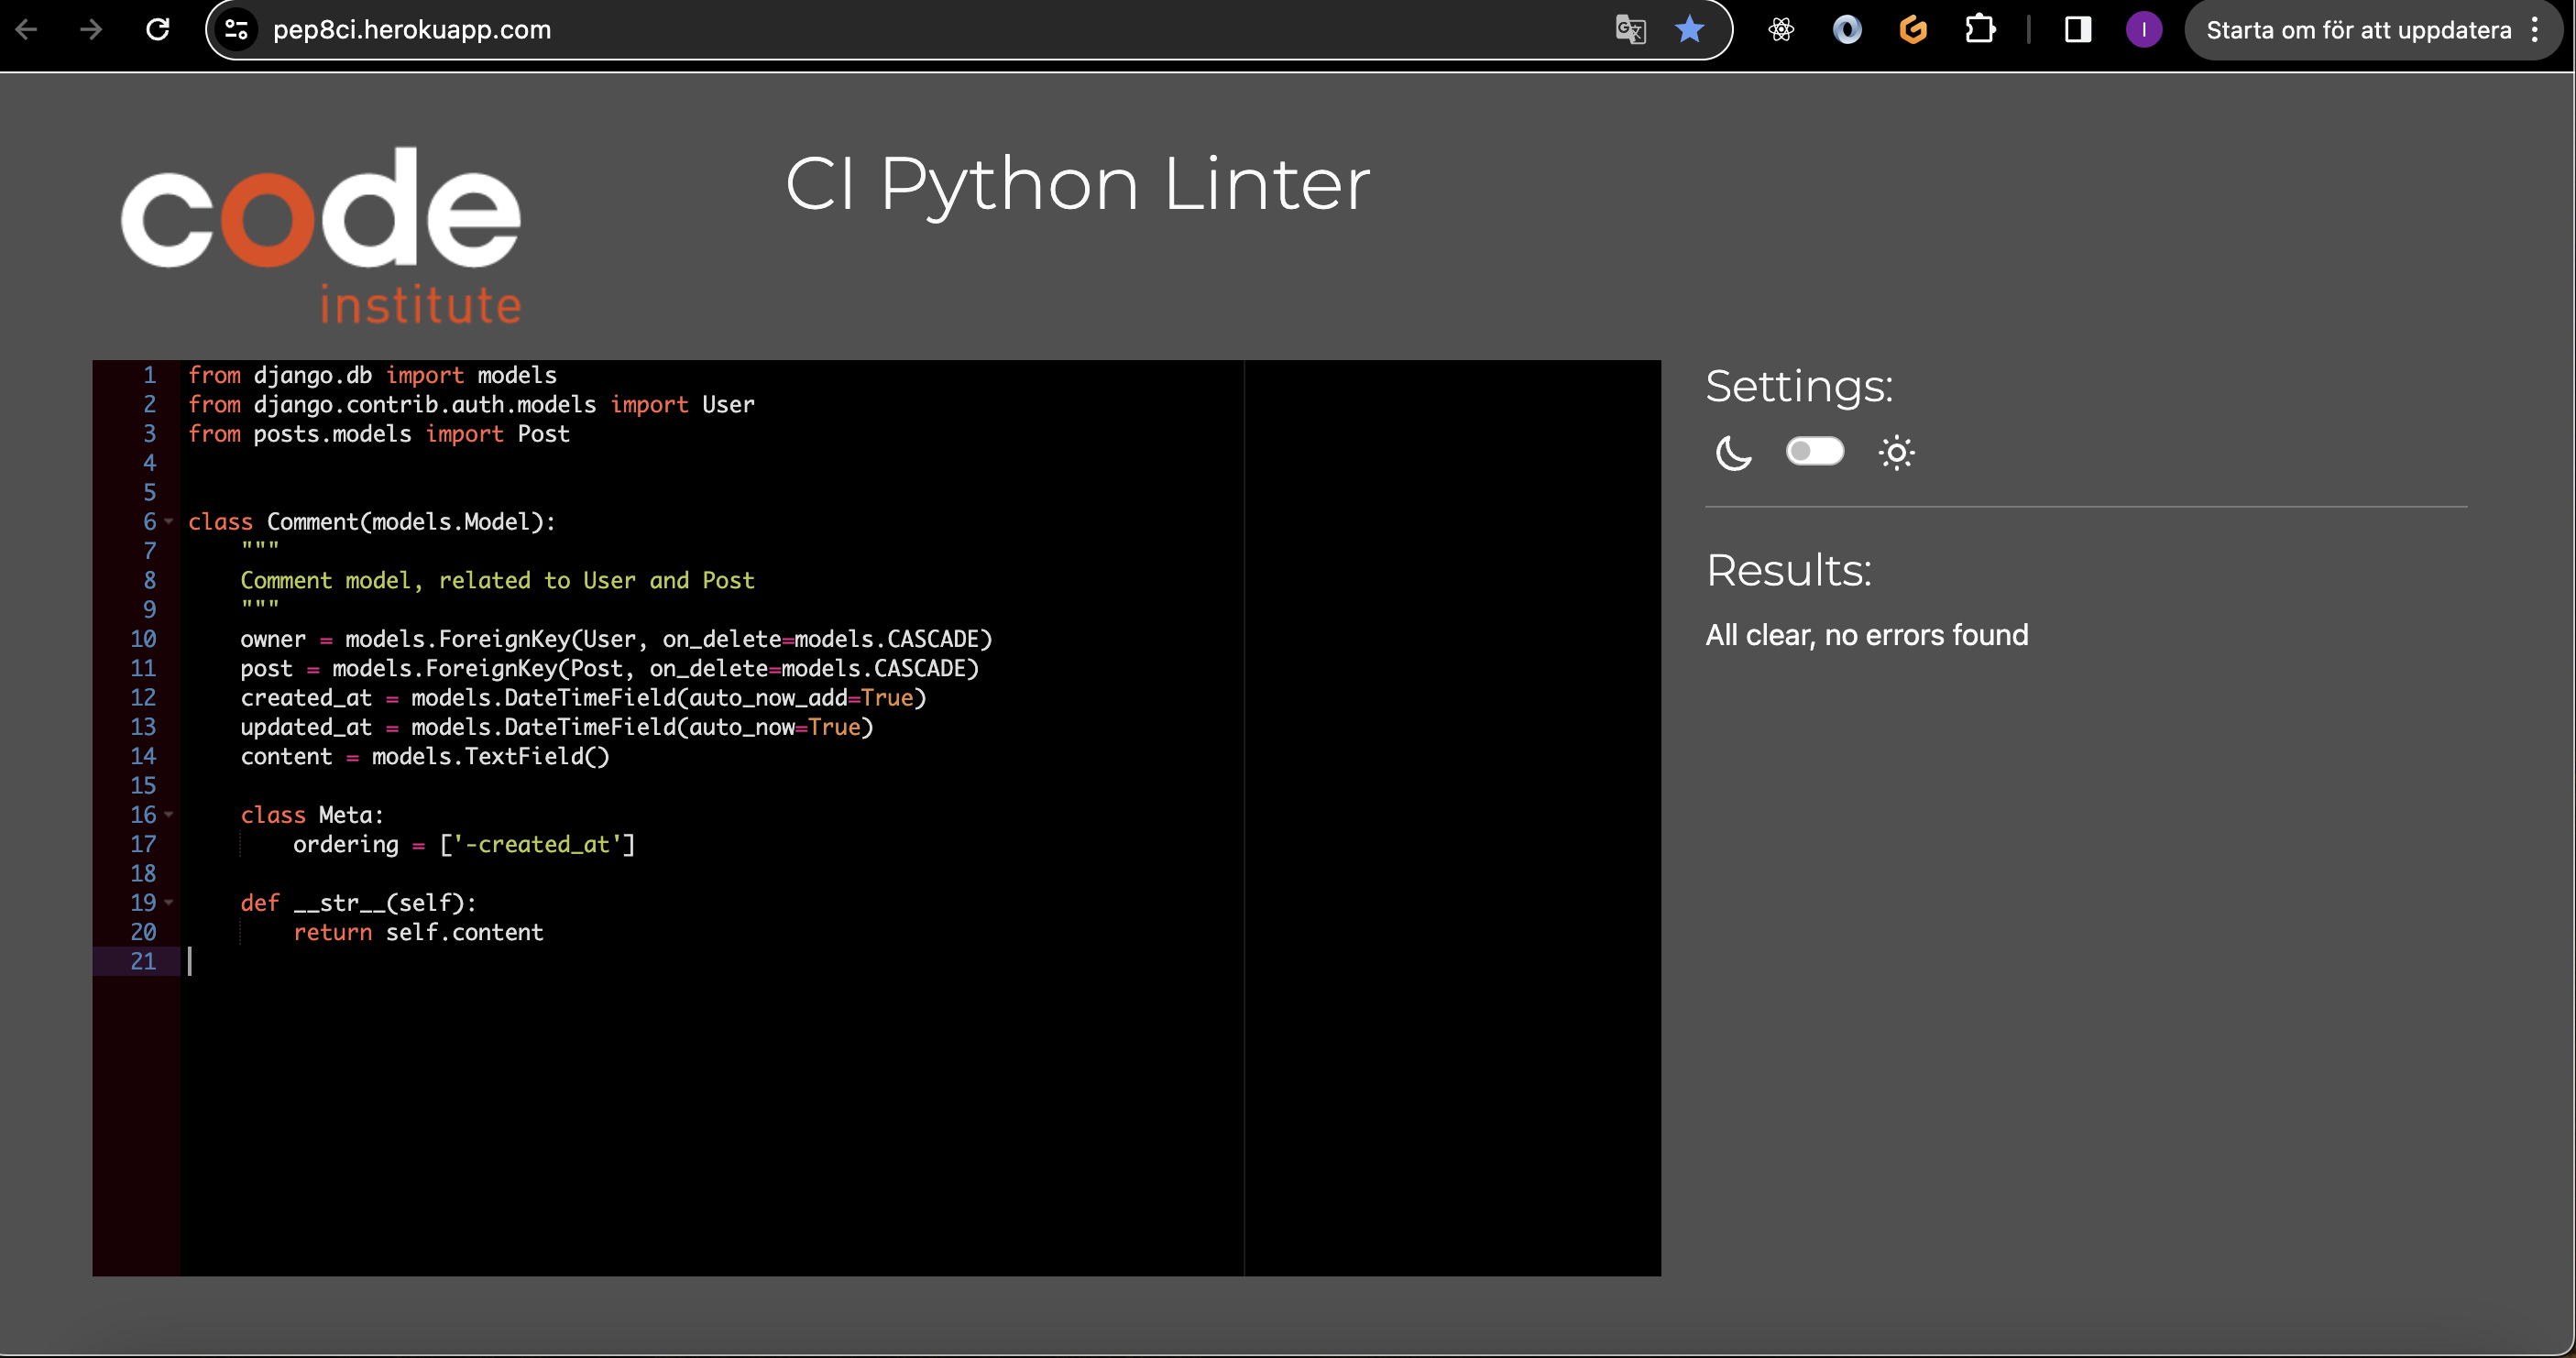 pep8ci.herokuapp.com
I
Starta om för att uppdatera
code
institute
CI Python Linter
1 from django.db import models
2 from django.contrib.auth.models import User
3 from posts.models import Post
4
5
6 class Comment(models.Model):
7     """
8     Comment model, related to User and Post
9     """
10     owner = models.ForeignKey(User, on_delete=models.CASCADE)
11     post = models.ForeignKey(Post, on_delete=models.CASCADE)
12     created_at = models.DateTimeField(auto_now_add=True)
13     updated_at = models.DateTimeField(auto_now=True)
14     content = models.TextField()
15
16     class Meta:
17         ordering = ['-created_at']
18
19     def __str__(self):
20         return self.content
21
Settings:
Results:
All clear, no errors found